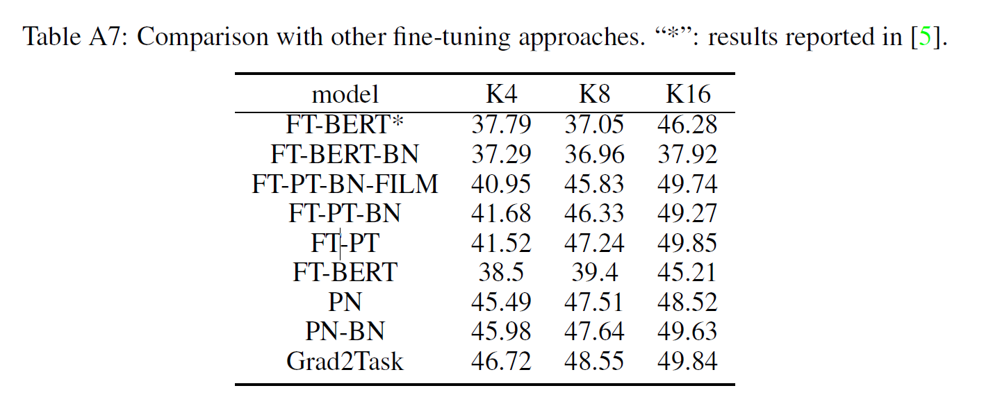 Table A7: Comparison with other fine-tuning approaches. “*”: results reported in [5].
model K4 K8 K16
FT-BERT* 37.79 37.05 46.28
FT-BERT-BN 37.29 36.96 37.92
FT-PT-BN-FILM 40.95 45.83 49.74
FT-PT-BN 41.68 46.33 49.27
FT-PT 41.52 47.24 49.85
FT-BERT 38.5 39.4 45.21
PN 45.49 47.51 48.52
PN-BN 45.98 47.64 49.63
Grad2Task 46.72 48.55 49.84